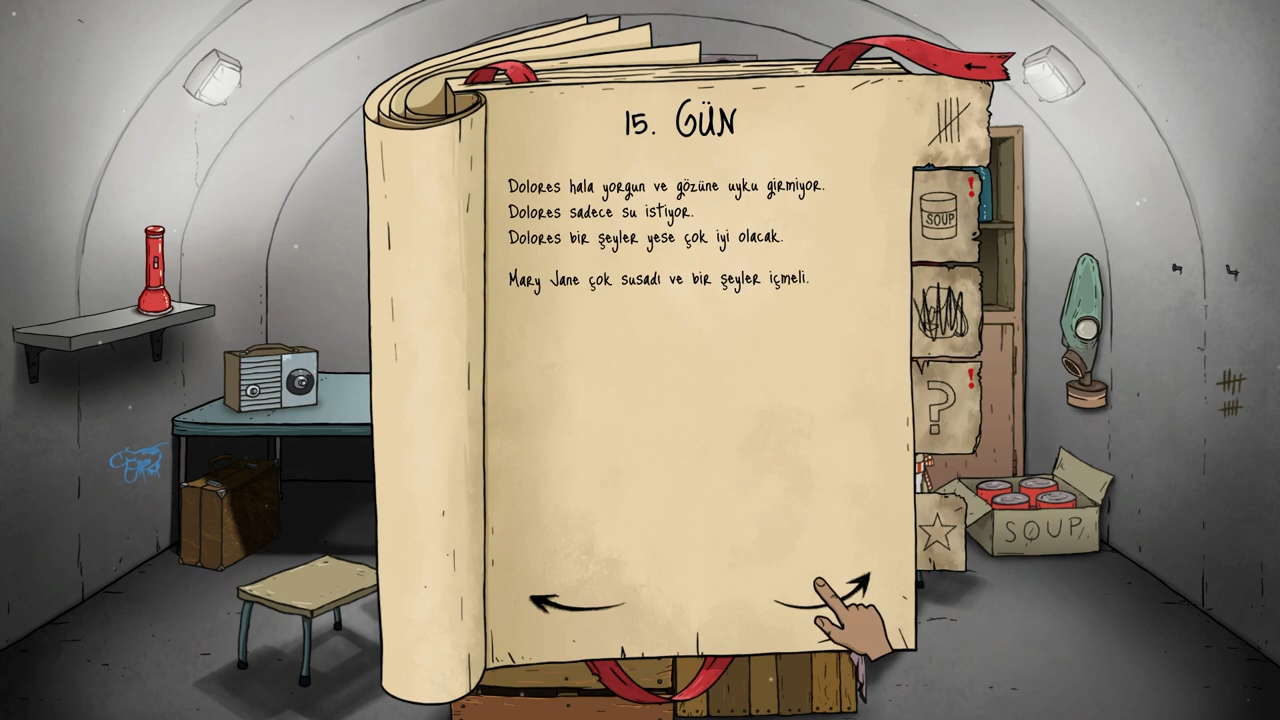 15. GÜN
Dolores hala yorgun ve gözüne uyku girmiyor.
Dolores sadece su istiyor.
Dolores bir şeyler yese çok iyi olacak.
Mary Jane çok susadı ve bir şeyler içmeli.
SOUP
?
SOUP